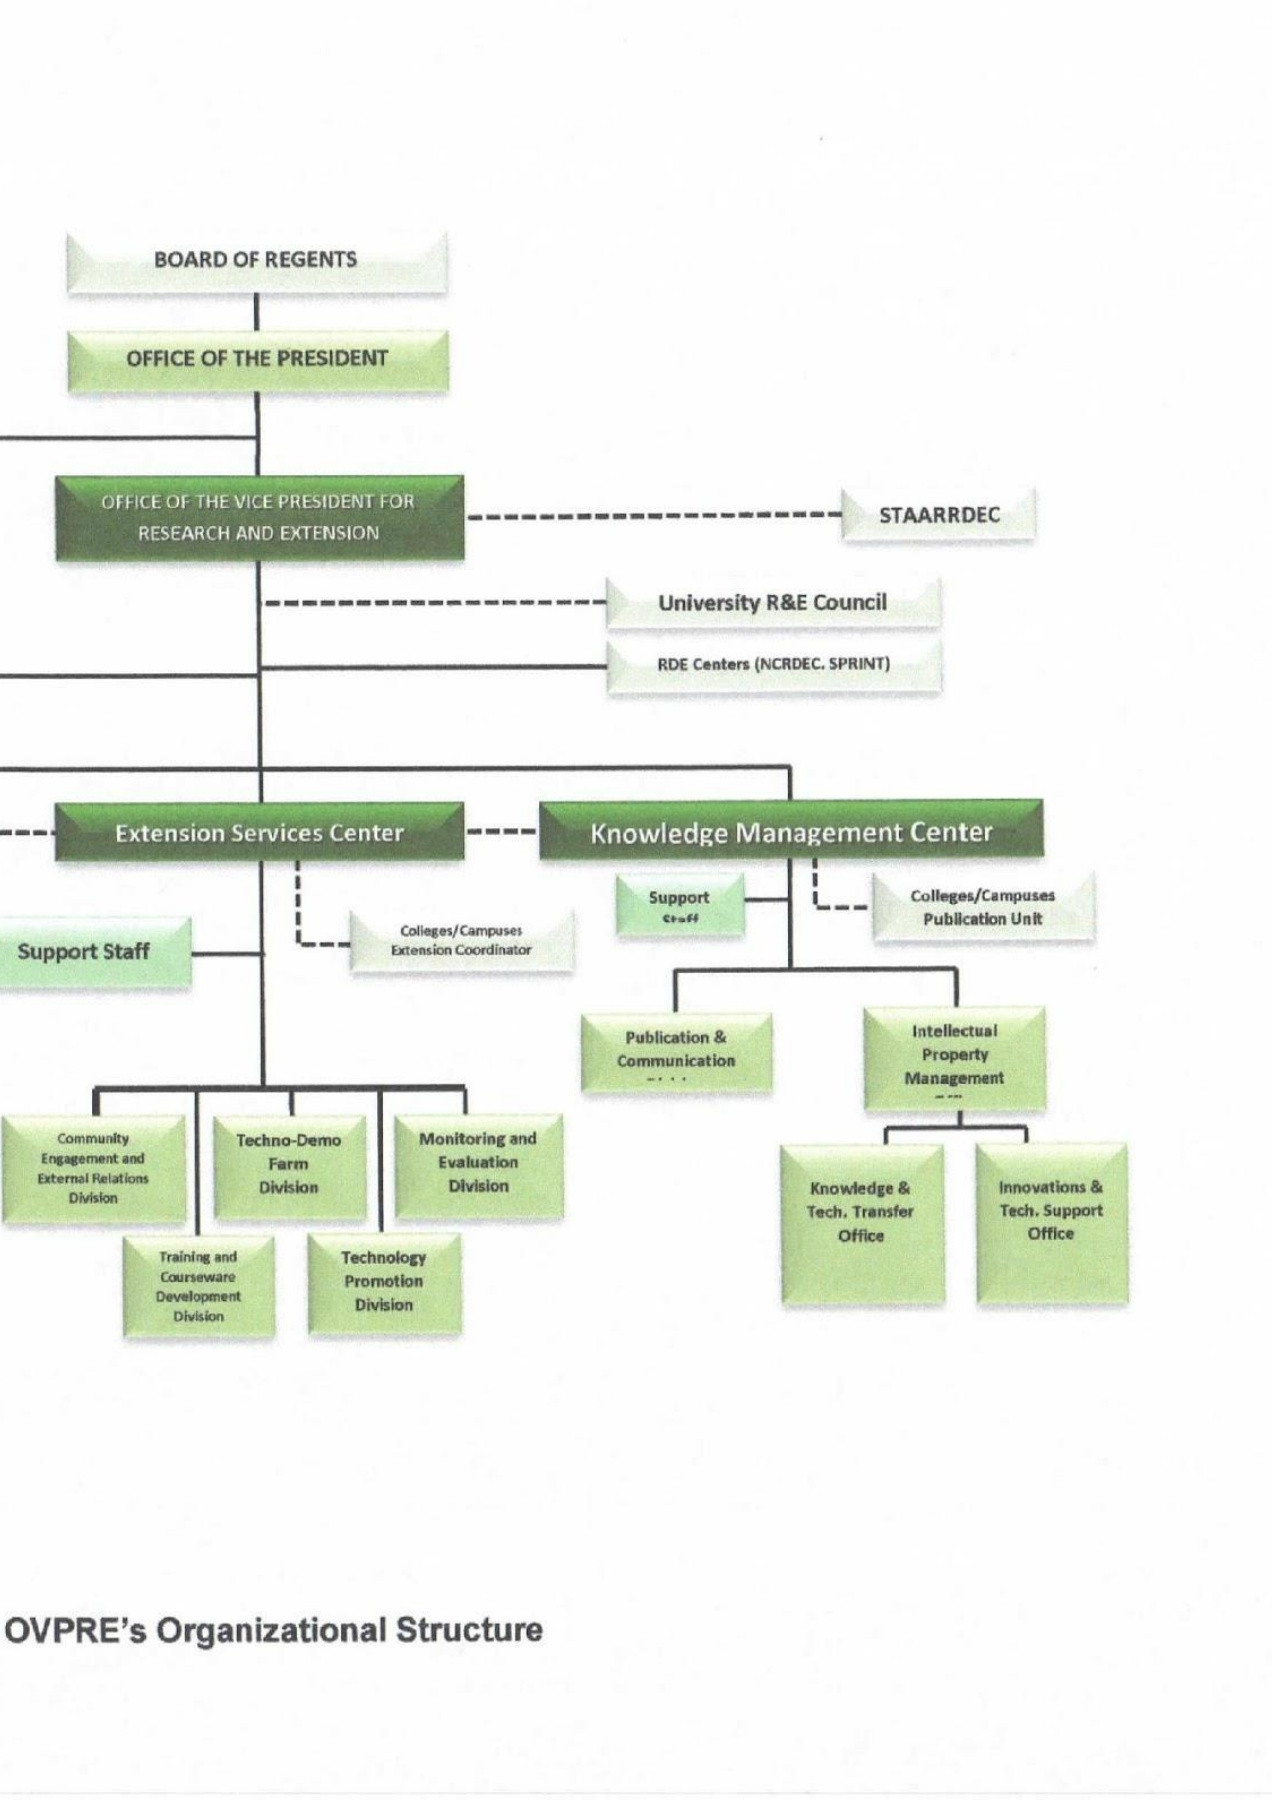 BOARD OF REGENTS
OFFICE OF THE PRESIDENT
OFFICE OF THE VICE PRESIDENT FOR
RESEARCH AND EXTENSION
STAARRDEC
University R&E Council
RDE Centers (NCRDEC. SPRINT)
Extension Services Center
Knowledge Management Center
Support
Staff
Colleges/Campuses
Publication Unit
Support Staff
Colleges/Campuses
Extension Coordinator
Publication &
Communication
Intellectual
Property
Management
Community
Engagement and
External Relations
Division
Techno-Demo
Farm
Division
Monitoring and
Evaluation
Division
Training and
Courseware
Development
Division
Technology
Promotion
Division
Knowledge &
Tech. Transfer
Office
Innovations &
Tech. Support
Office
OVPRE's Organizational Structure